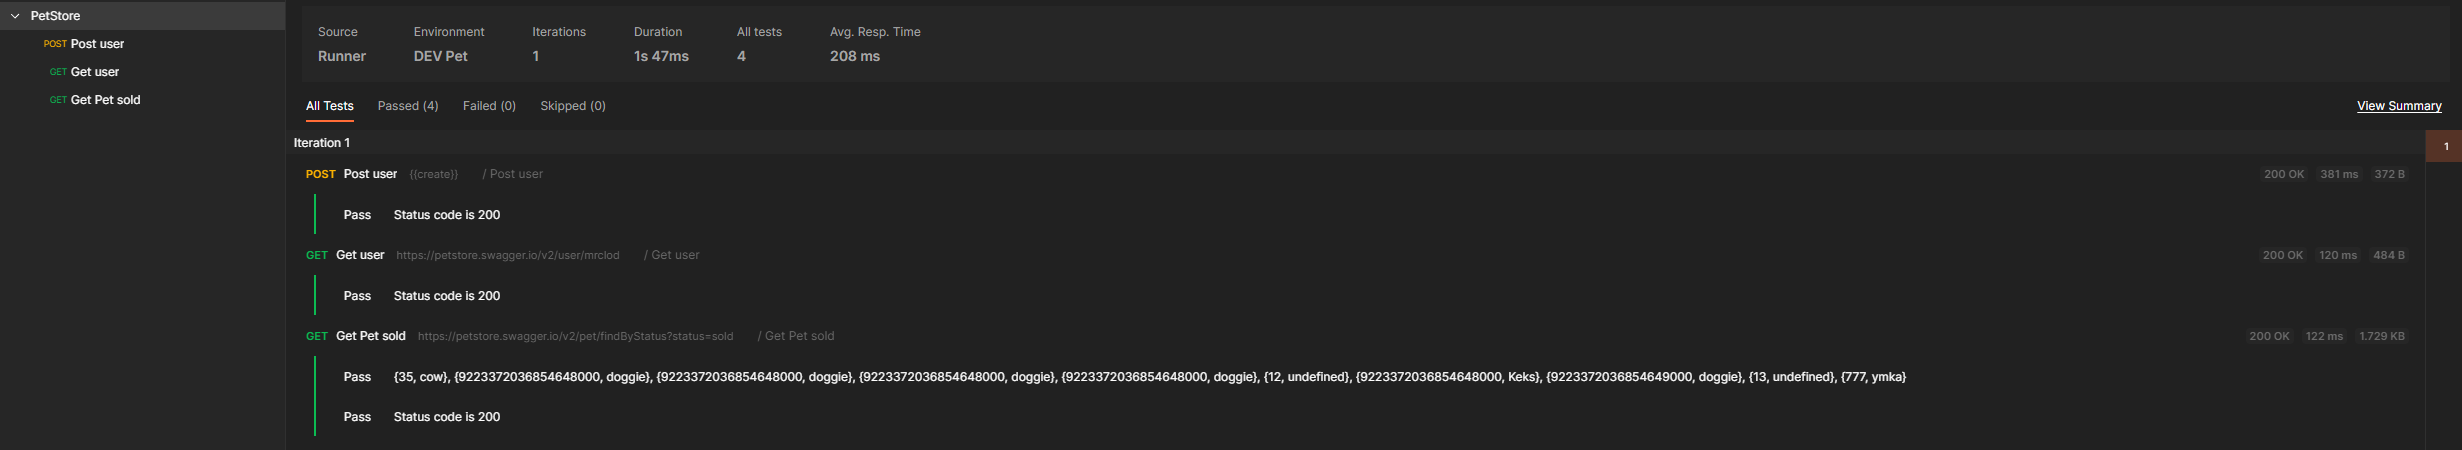 PetStore
POST Post user
GET Get user
GET Get Pet sold
Source Environment Iterations Duration All tests Avg. Resp. Time
Runner DEV Pet 1 1s 47ms 4 208 ms
All Tests Passed (4) Failed (0) Skipped (0) View Summary
Iteration 1
1
POST Post user {{create}} / Post user 200 OK 381 ms 372 B
Pass Status code is 200
GET Get user https://petstore.swagger.io/v2/user/mrclod / Get user 200 OK 120 ms 484 B
Pass Status code is 200
GET Get Pet sold https://petstore.swagger.io/v2/pet/findByStatus?status=sold / Get Pet sold 200 OK 122 ms 1.729 KB
Pass {35, cow}, {9223372036854648000, doggie}, {9223372036854648000, doggie}, {9223372036854648000, doggie}, {9223372036854648000, doggie}, {12, undefined}, {9223372036854648000, Keks}, {9223372036854649000, doggie}, {13, undefined}, {777, ymka}
Pass Status code is 200